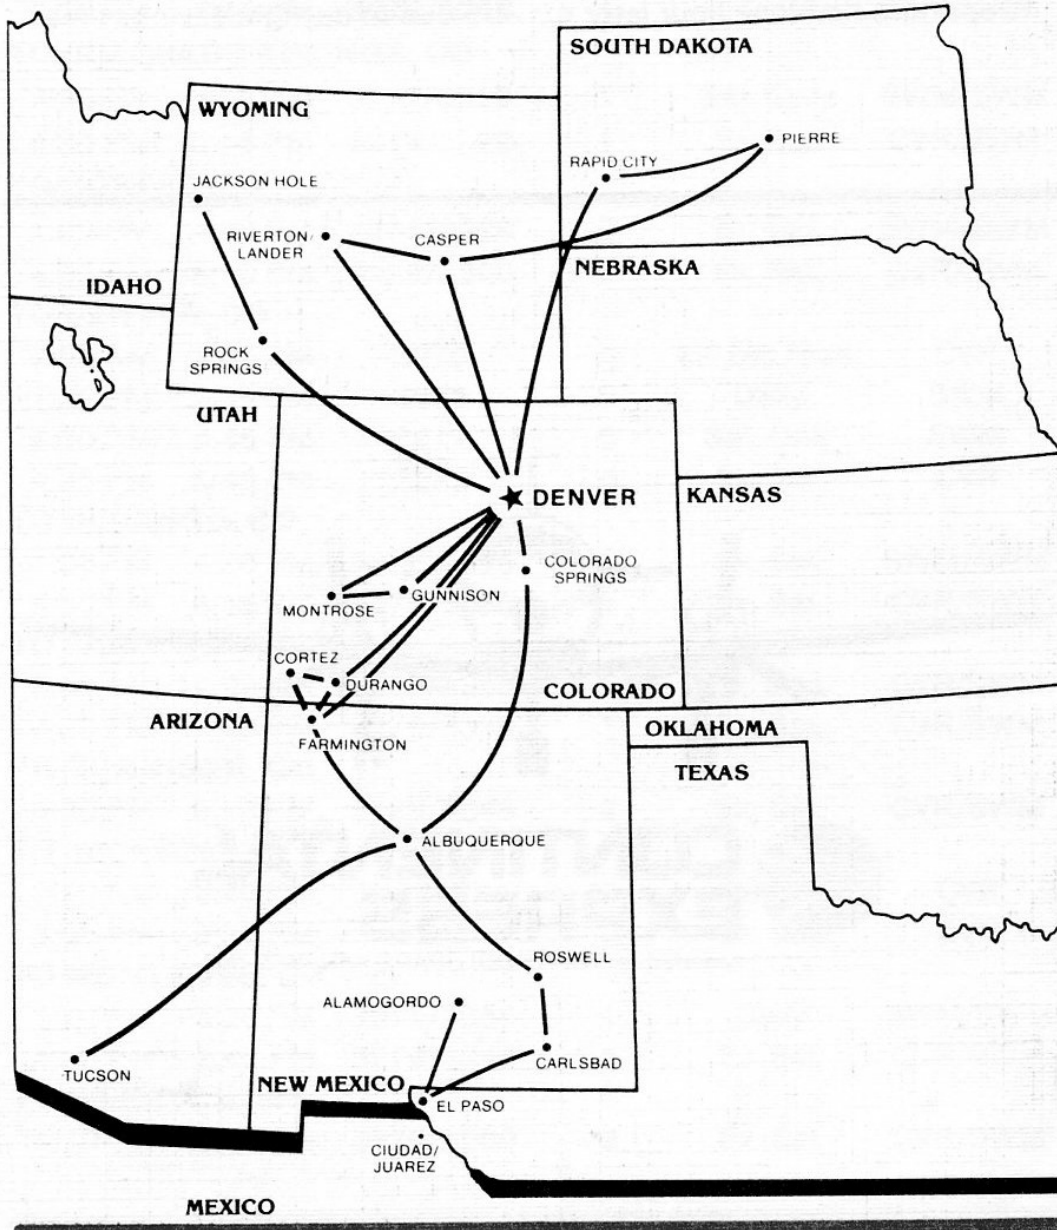 SOUTH DAKOTA
WYOMING
PIERRE
RAPID CITY
JACKSON HOLE
RIVERTON/
LANDER
CASPER
NEBRASKA
IDAHO
ROCK
SPRINGS
UTAH
DENVER
KANSAS
COLORADO
SPRINGS
MONTROSE
GUNNISON
CORTEZ
DURANGO
COLORADO
ARIZONA
OKLAHOMA
FARMINGTON
TEXAS
ALBUQUERQUE
ROSWELL
ALAMOGORDO
CARLSBAD
TUCSON
NEW MEXICO
EL PASO
CIUDAD/
JUAREZ
MEXICO